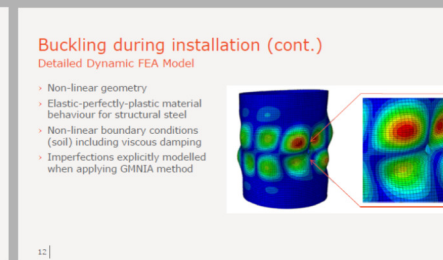 Buckling during installation (cont.)
Detailed Dynamic FEA Model
› Non-linear geometry
› Elastic-perfectly-plastic material
behaviour for structural steel
› Non-linear boundary conditions
(soil) including viscous damping
› Imperfections explicitly modelled
when applying GMNIA method
12